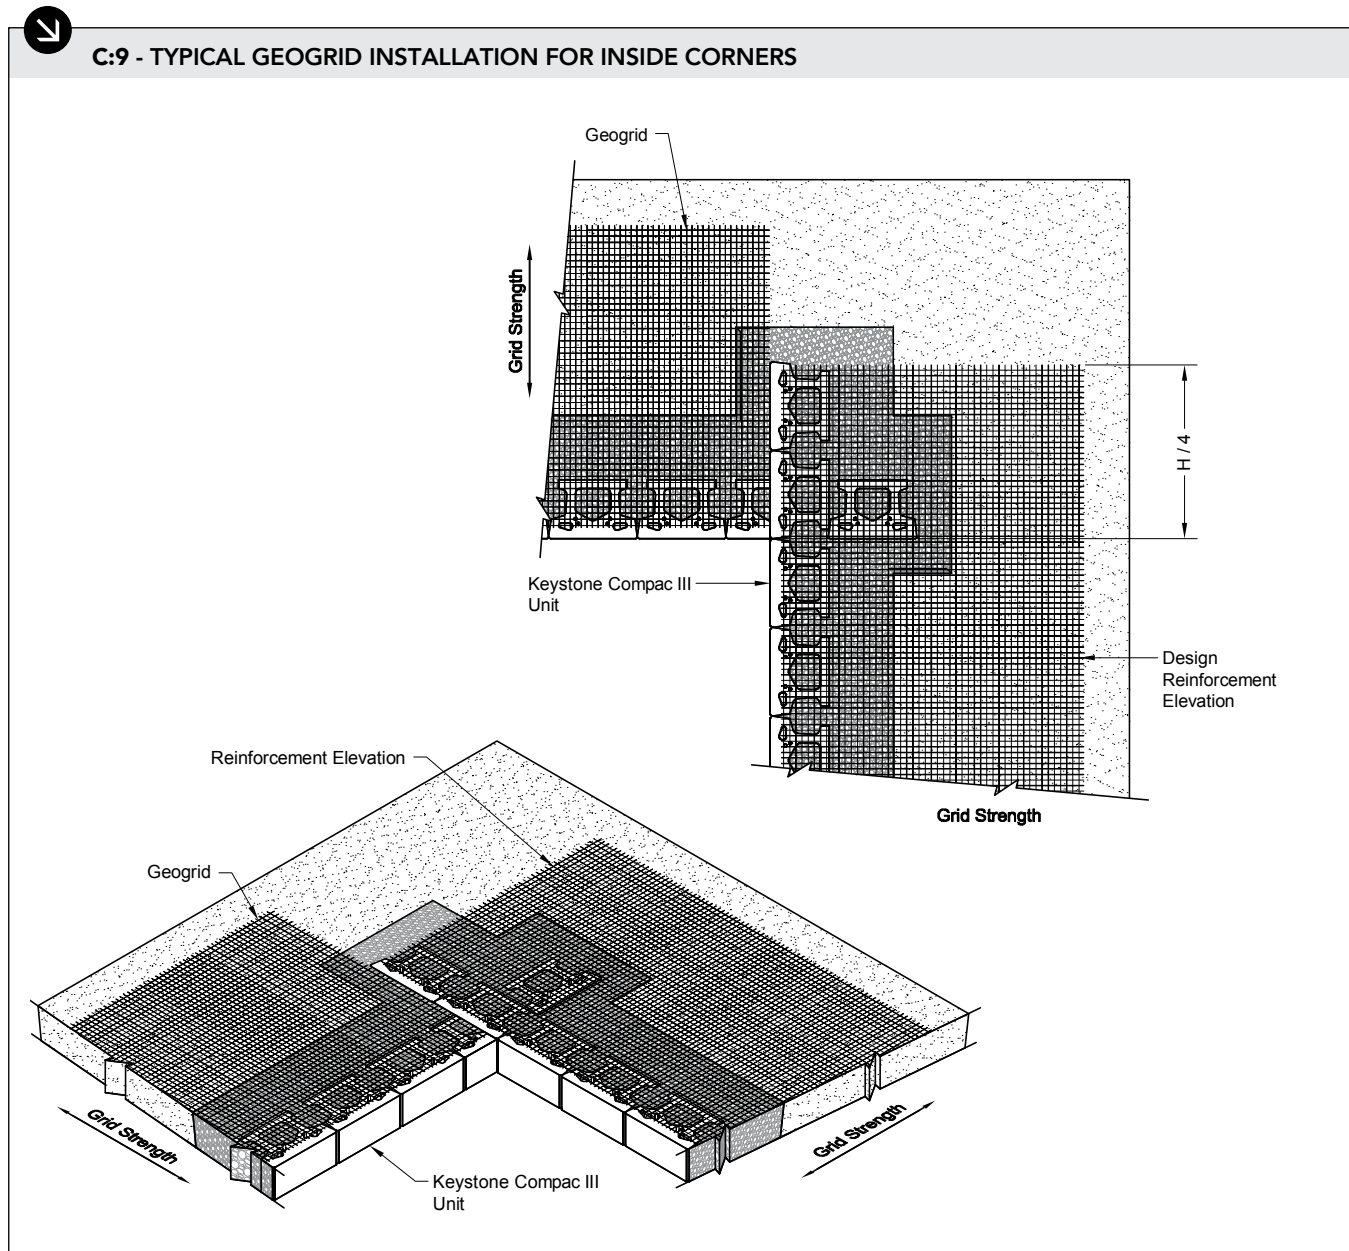 C:9 - TYPICAL GEOGRID INSTALLATION FOR INSIDE CORNERS
Geogrid
Grid Strength
H / 4
Keystone Compac III
Unit
Design
Reinforcement
Elevation
Grid Strength
Reinforcement Elevation
Geogrid
Grid Strength
Grid Strength
Keystone Compac III
Unit